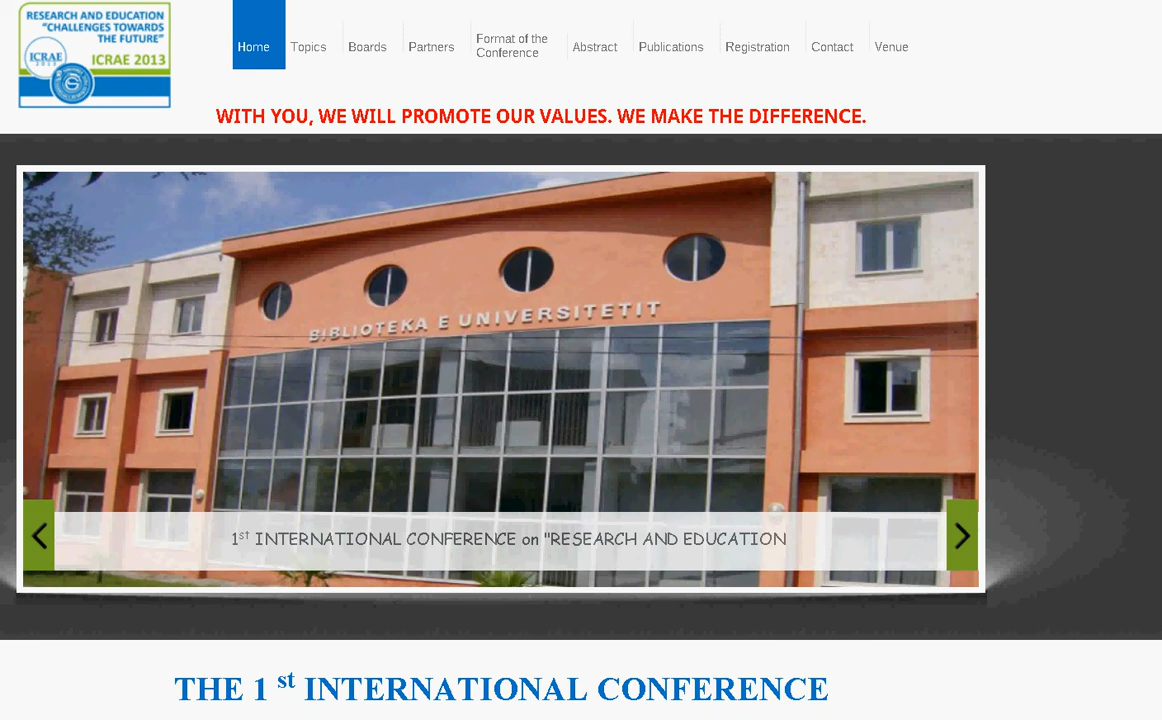 RESEARCH AND EDUCATION
"CHALLENGES TOWARDS
THE FUTURE"
ICRAE
ICRAE 2013
Home
Topics
Boards
Partners
Format of the
Conference
Abstract
Publications
Registration
Contact
Venue
WITH YOU, WE WILL PROMOTE OUR VALUES. WE MAKE THE DIFFERENCE.
BIBLIOTEKA E UNIVERSITETIT
1st INTERNATIONAL CONFERENCE on "RESEARCH AND EDUCATION
THE 1 st INTERNATIONAL CONFERENCE